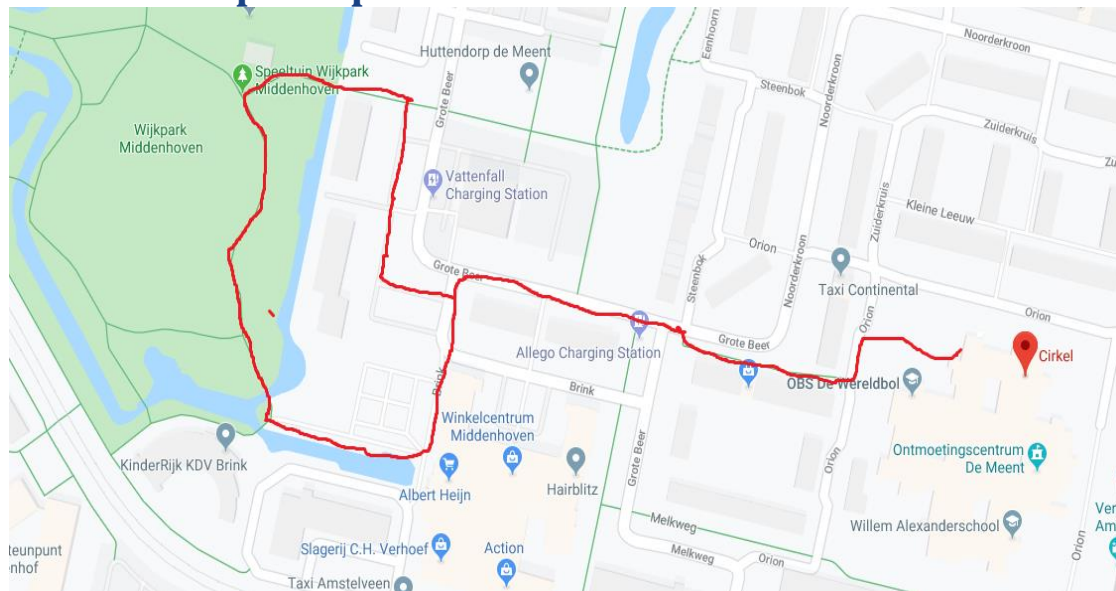 Huttendorp de Meent
Eenhoorn
Noorderkroon
Noorderkroon
Speeltuin Wijkpark
Middenhoven
Grote Beer
Steenbok
Zuiderkruis
Wijkpark
Middenhoven
Vattenfall
Charging Station
Zuiderkruis
Kleine Leeuw
Grote Beer
Steenbok
Orion
Noorderkroon
Taxi Continental
Orion
Orion
Grote Beer
Allego Charging Station
Cirkel
Brink
Brink
OBS De Wereldbol
Winkelcentrum
Middenhoven
KinderRijk KDV Brink
Albert Heijn
Hairblitz
Grote Beer
Orion
Ontmoetingscentrum
De Meent
Melkweg
Willem Alexanderschool
Slagerij C.H. Verhoef
Action
Melkweg
Orion
Orion
Taxi Amstelveen